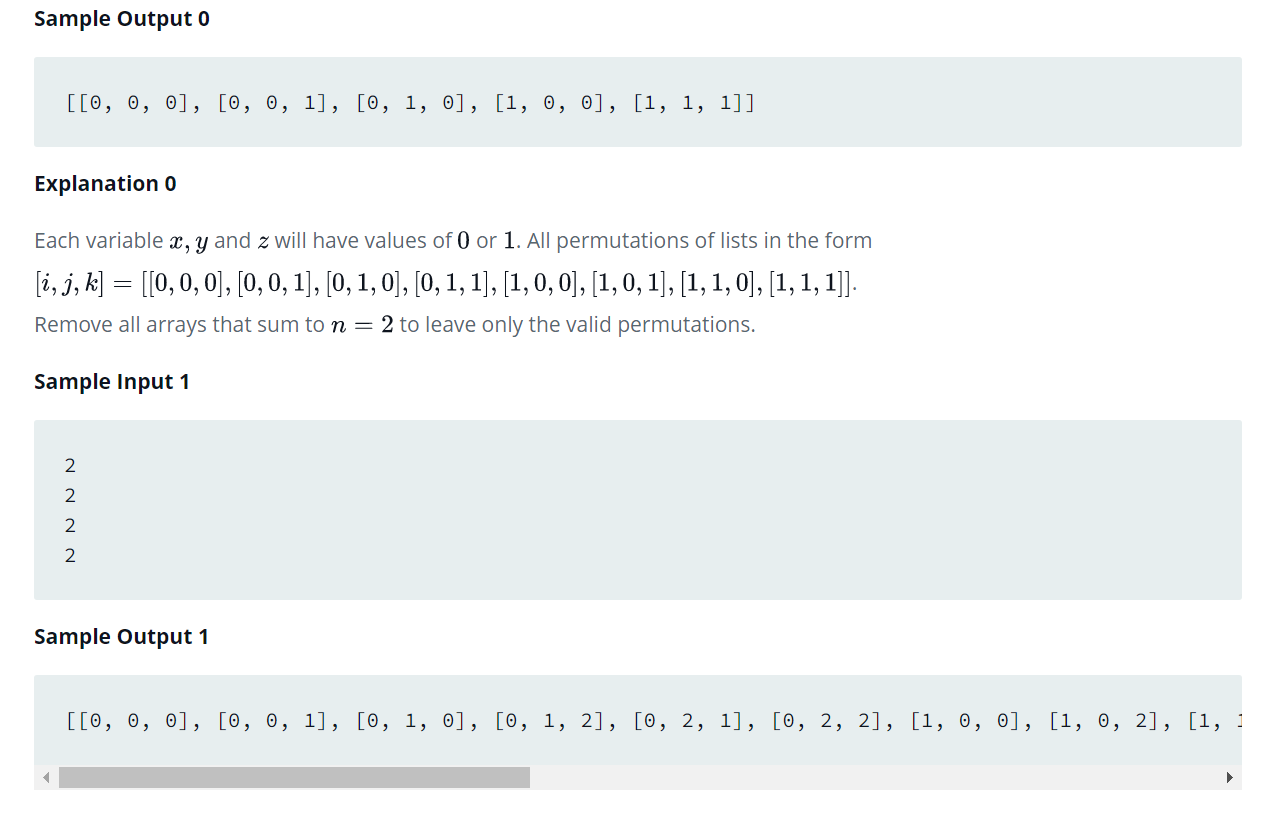 Sample Output 0
[[0, 0, 0], [0, 0, 1], [0, 1, 0], [1, 0, 0], [1, 1, 1]]
Explanation 0
Each variable x, y and z will have values of 0 or 1. All permutations of lists in the form
[i, j, k] = [[0, 0, 0], [0, 0, 1], [0, 1, 0], [0, 1, 1], [1, 0, 0], [1, 0, 1], [1, 1, 0], [1, 1, 1]].
Remove all arrays that sum to n = 2 to leave only the valid permutations.
Sample Input 1
2
2
2
2
Sample Output 1
[[0, 0, 0], [0, 0, 1], [0, 1, 0], [0, 1, 2], [0, 2, 1], [0, 2, 2], [1, 0, 0], [1, 0, 2], [1,